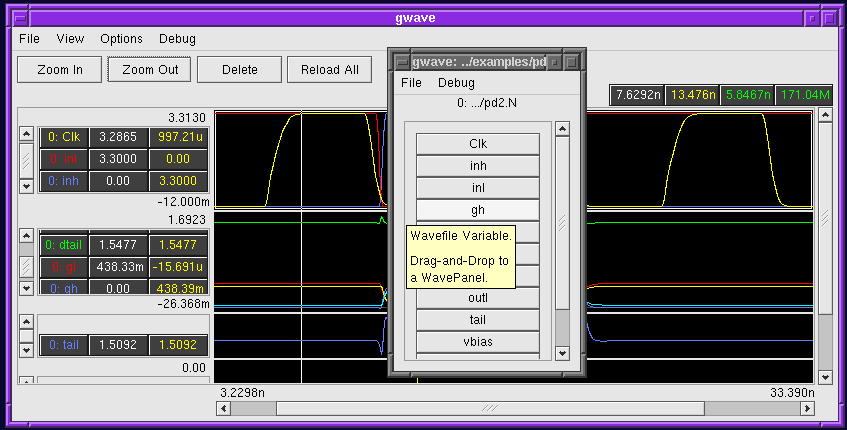 gwave
File View Options Debug
Zoom In Zoom Out Delete Reload All
7.6292n 13.476n 5.8467n 171.04M
3.3130
0: Clk 3.2865 997.21u
0: inl 3.3000 0.00
0: inh 0.00 3.3000
-12.000m
1.6923
0: dtail 1.5477 1.5477
0: gl 438.33m -15.691u
0: gh 0.00 438.39m
-26.368m
0: tail 1.5092 1.5092
0.00
3.2298n 33.390n
gwave: ../examples/pd
File Debug
0: .../pd2.N
Clk
inh
inl
gh
Wavefile Variable.
Drag-and-Drop to
a WavePanel.
outl
tail
vbias